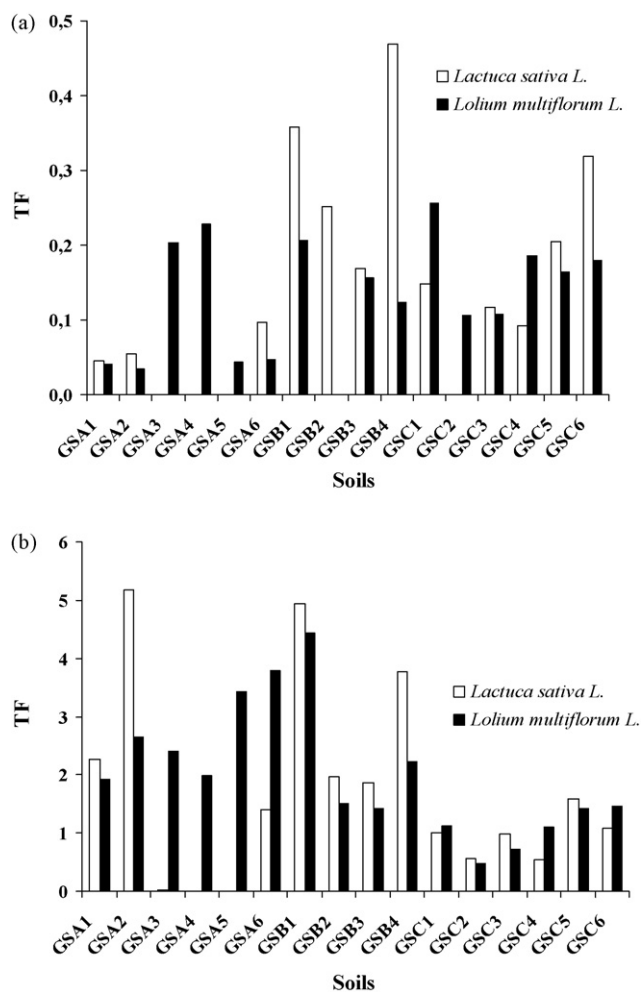 (a)
TF
0,5
0,4
0,3
0,2
0,1
0,0
Lactuca sativa L.
Lolium multiflorum L.
GSA1
GSA2
GSA3
GSA4
GSA5
GSA6
GSB1
GSB2
GSB3
GSB4
GSC1
GSC2
GSC3
GSC4
GSC5
GSC6
Soils
(b)
TF
6
5
4
3
2
1
0
Lactuca sativa L.
Lolium multiflorum L.
GSA1
GSA2
GSA3
GSA4
GSA5
GSA6
GSB1
GSB2
GSB3
GSB4
GSC1
GSC2
GSC3
GSC4
GSC5
GSC6
Soils